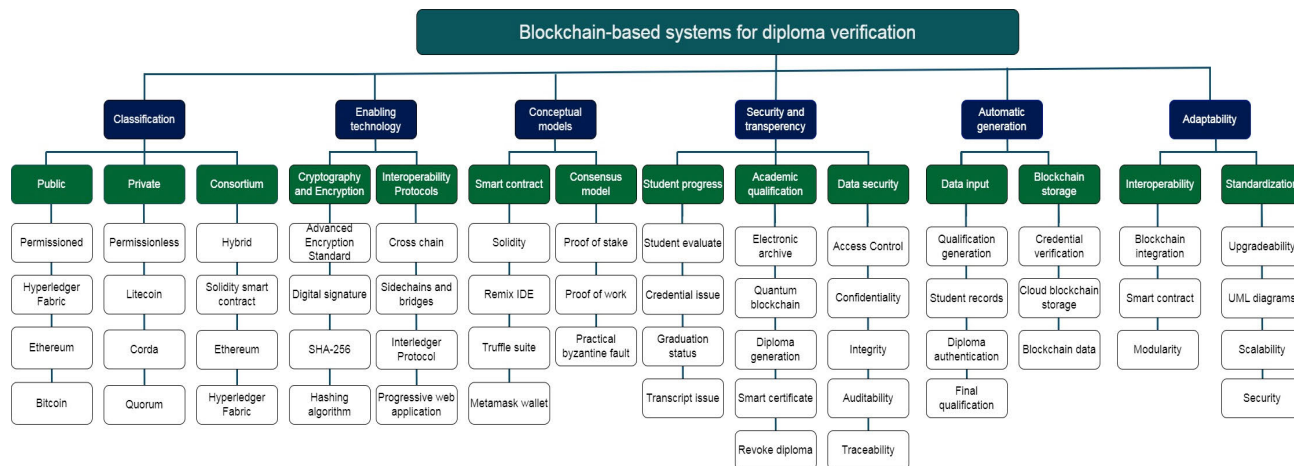 Blockchain-based systems for diploma verification
Classification
Enabling
technology
Conceptual
models
Security and
transperency
Automatic
generation
Adaptability
Public
Private
Consortium
Cryptography
and Encryption
Interoperability
Protocols
Smart contract
Consensus
model
Student progress
Academic
qualification
Data security
Data input
Blockchain
storage
Interoperability
Standardization
Permissioned
Permissionless
Hybrid
Advanced
Encryption
Standard
Cross chain
Solidity
Proof of stake
Student evaluate
Electronic
archive
Access Control
Qualification
generation
Credential
verification
Blockchain
integration
Upgradeability
Hyperledger
Fabric
Litecoin
Solidity smart
contract
Digital signature
Sidechains and
bridges
Remix IDE
Proof of work
Credential issue
Quantum
blockchain
Confidentiality
Student records
Cloud blockchain
storage
Smart contract
UML diagrams
Ethereum
Corda
Ethereum
SHA-256
Interledger
Protocol
Truffle suite
Practical
byzantine fault
Graduation
status
Diploma
generation
Integrity
Diploma
authentication
Blockchain data
Modularity
Scalability
Bitcoin
Quorum
Hyperledger
Fabric
Hashing
algorithm
Progressive web
application
Metamask wallet
Transcript issue
Smart certificate
Auditability
Final
qualification
Security
Revoke diploma
Traceability